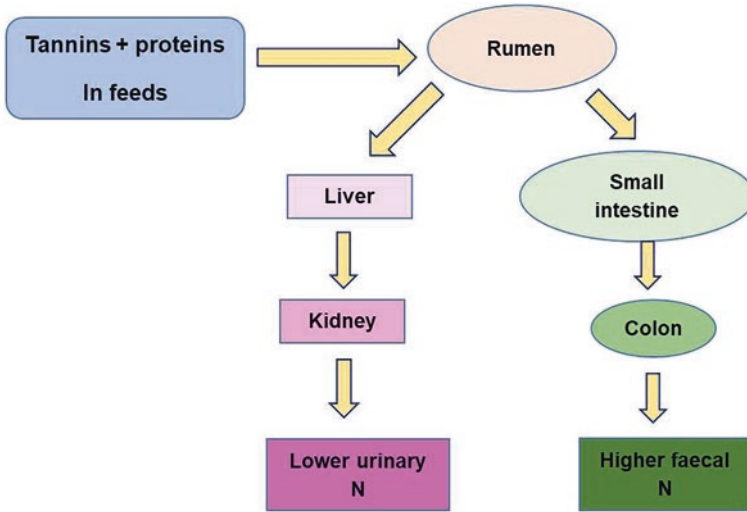 Tannins + proteins
In feeds
Rumen
Liver
Small
intestine
Kidney
Colon
Lower urinary
N
Higher faecal
N